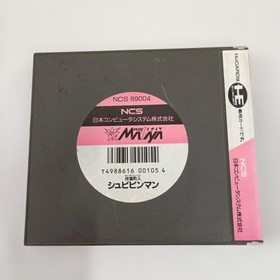 NCS 89004
NCS
日本コンピュータシステム株式会社
T4988616 00105 4
改造町人
シュビビンマン
HuCARD
HE
NCS
日本コンピュータシステム株式会社